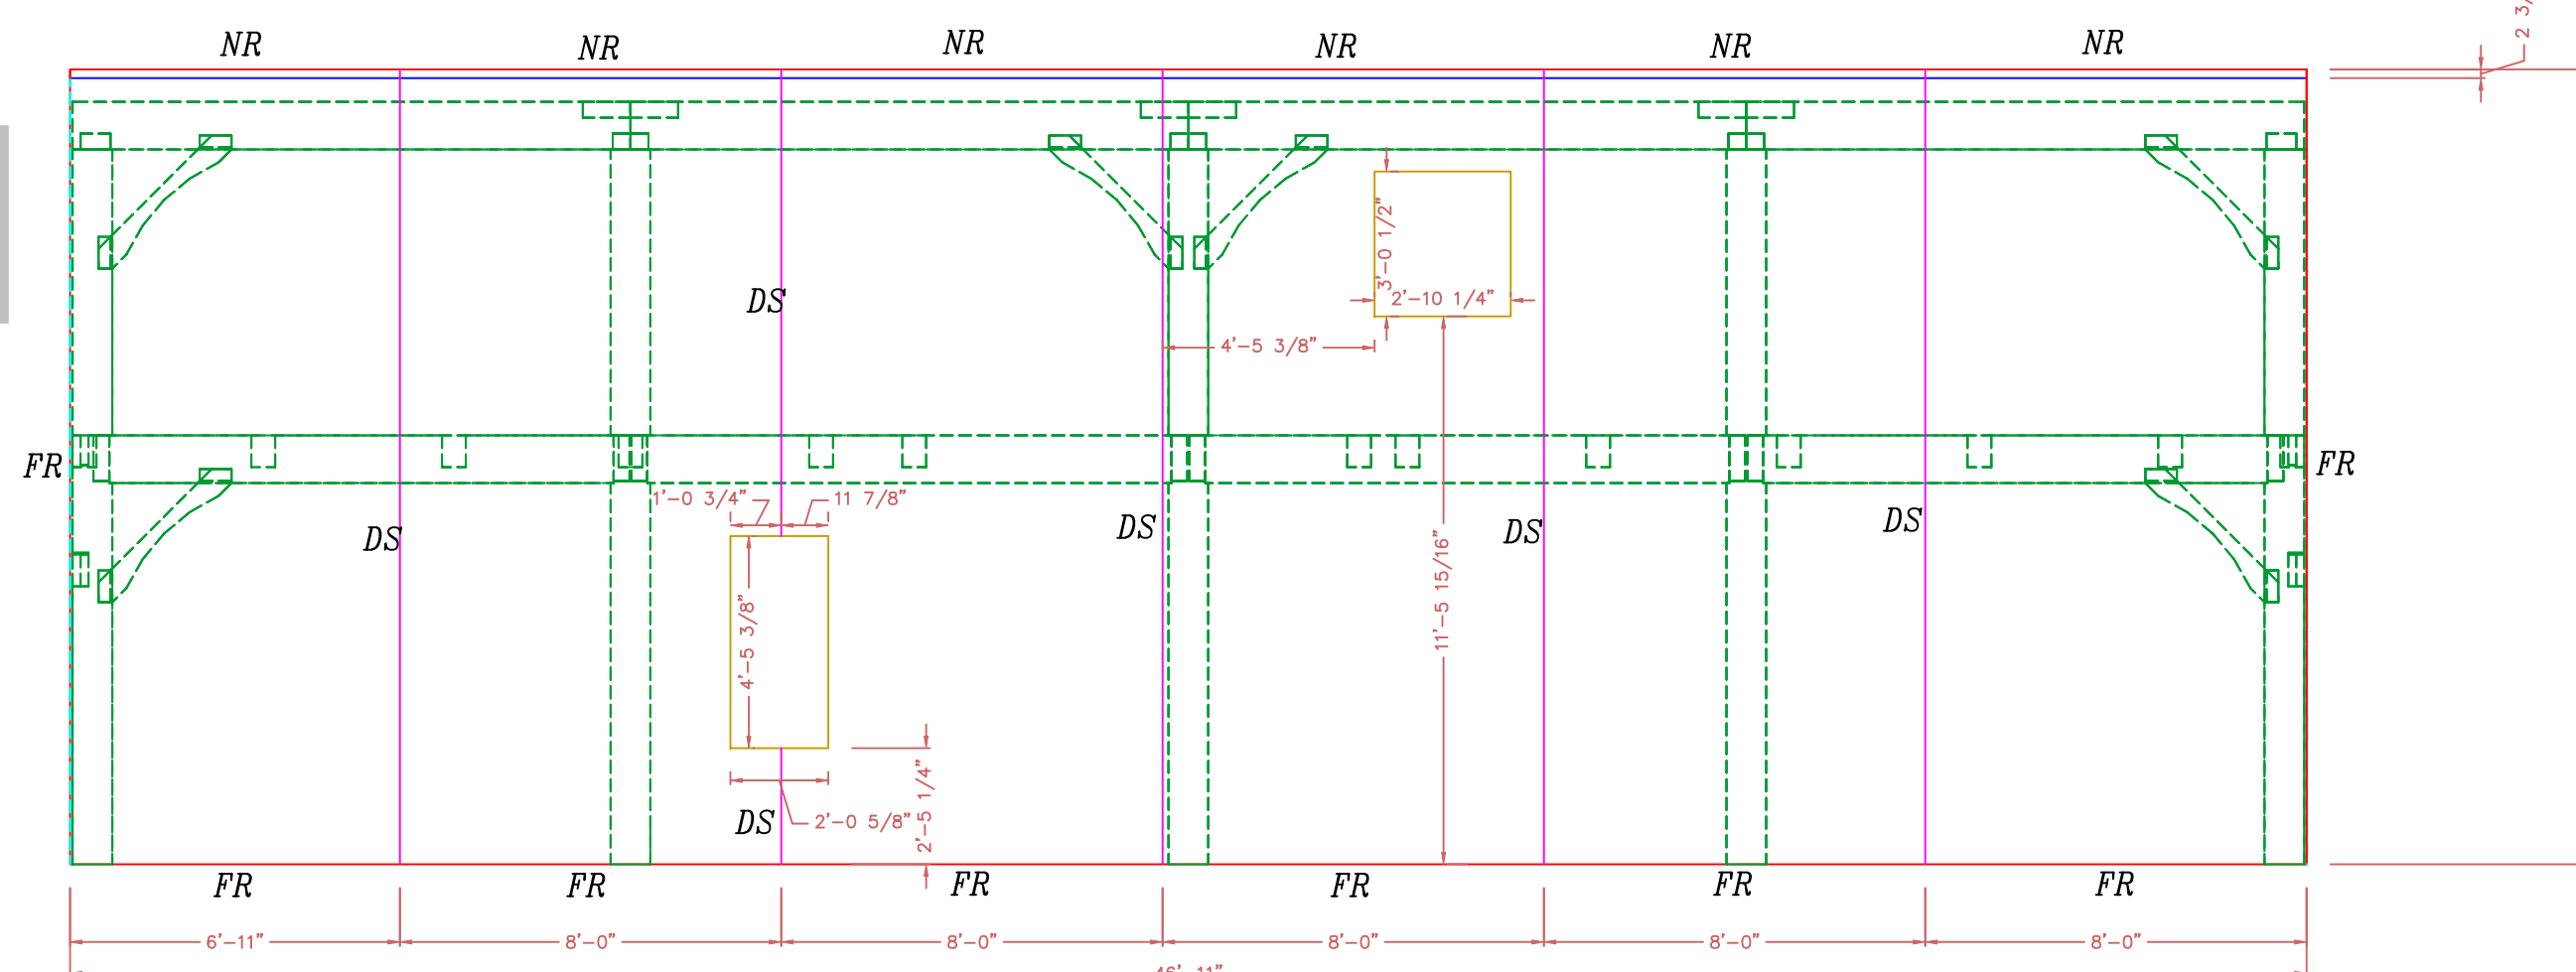 NR
NR
NR
NR
NR
NR
3'-0 1/2"
DS
2'-10 1/4"
4'-5 3/8"
FR
FR
1'-0 3/4"
11 7/8"
DS
DS
DS
DS
11'-5 15/16"
4'-5 3/8"
2'-5 1/4"
DS
2'-0 5/8"
FR
FR
FR
FR
FR
FR
6'-11"
8'-0"
8'-0"
8'-0"
8'-0"
8'-0"
46'-11"